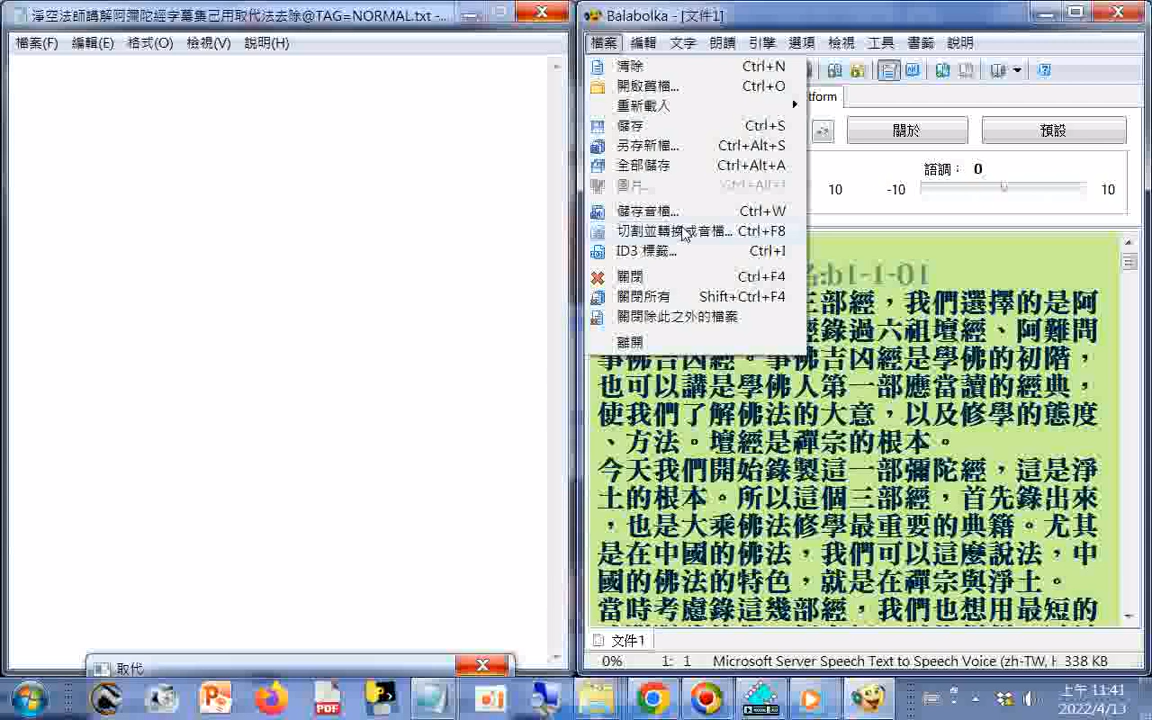 淨空法師講解阿彌陀經字幕集己用取代法去除@TAG=NORMAL.txt -...
檔案(F) 編輯(E) 格式(O) 檢視(V) 說明(H)
取代
Balabolka - [文件1]
檔案 編輯 文字 朗讀 引擎 選項 檢視 工具 書籤 說明
清除 Ctrl+N
開啟舊檔... Ctrl+O
重新載入
儲存 Ctrl+S
另存新檔... Ctrl+Alt+S
全部儲存 Ctrl+Alt+A
圖片...
儲存音檔... Ctrl+W
切割並轉換成音檔... Ctrl+F8
ID3 標籤... Ctrl+I
關閉 Ctrl+F4
關閉所有 Shift+Ctrl+F4
關閉除此之外的檔案
離開
tform
關於 預設
語調： 0
10 -10 10
名:b1-1-01
三部經，我們選擇的是阿
經錄過六祖壇經、阿難問
事佛吉凶經。事佛吉凶經是學佛的初階，
也可以講是學佛人第一部應當讀的經典，
使我們了解佛法的大意，以及修學的態度
、方法。壇經是禪宗的根本。
今天我們開始錄製這一部彌陀經，這是淨
土的根本。所以這個三部經，首先錄出來
，也是大乘佛法修學最重要的典籍。尤其
是在中國的佛法，我們可以這麼說法，中
國的佛法的特色，就是在禪宗與淨土。
當時考慮錄這幾部經，我們也想用最短的
文件1
0% 1: 1 Microsoft Server Speech Text to Speech Voice (zh-TW, H 338 KB
PDF
上午 11:41
2022/4/13